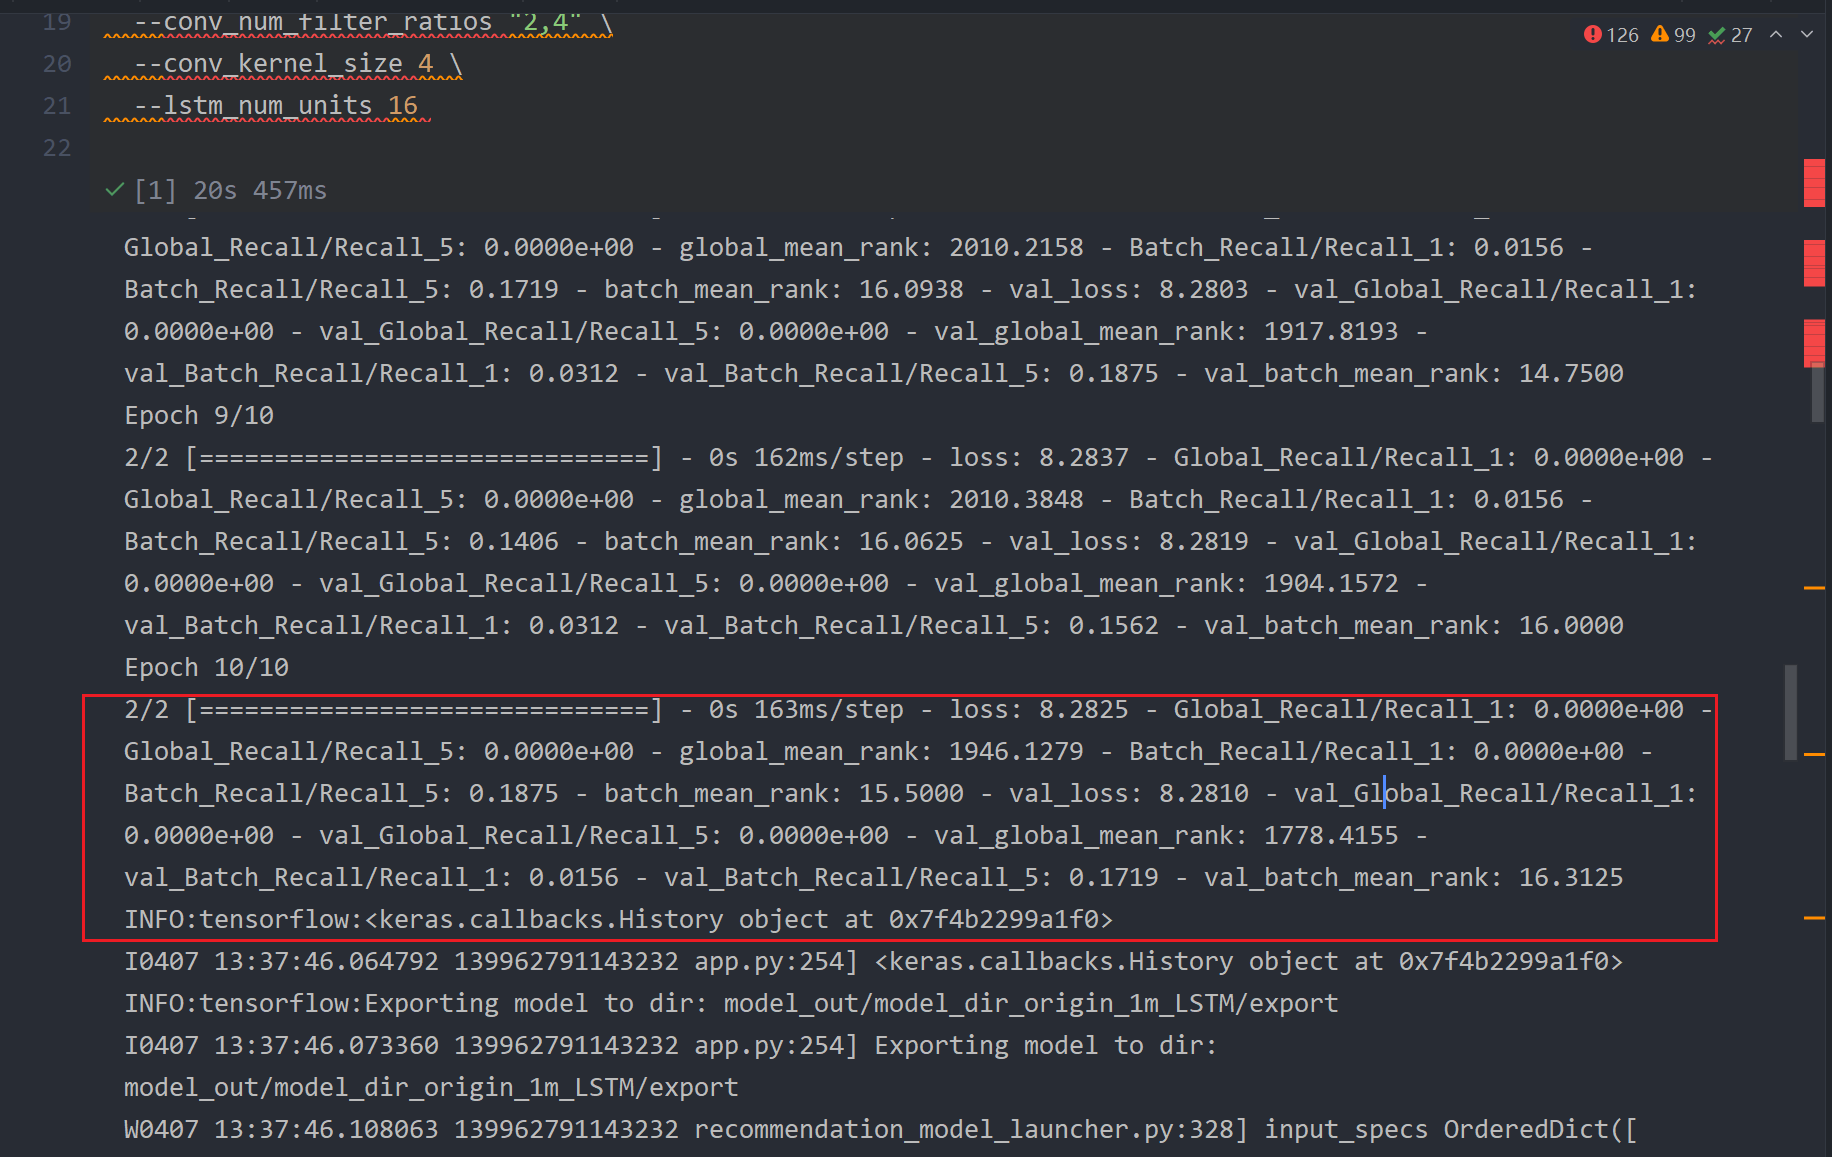 19 --conv_num_filter_ratios "2,4" \
126 99 27
20 --conv_kernel_size 4 \
21 --lstm_num_units 16
22
[1] 20s 457ms
Global_Recall/Recall_5: 0.0000e+00 - global_mean_rank: 2010.2158 - Batch_Recall/Recall_1: 0.0156 -
Batch_Recall/Recall_5: 0.1719 - batch_mean_rank: 16.0938 - val_loss: 8.2803 - val_Global_Recall/Recall_1:
0.0000e+00 - val_Global_Recall/Recall_5: 0.0000e+00 - val_global_mean_rank: 1917.8193 -
val_Batch_Recall/Recall_1: 0.0312 - val_Batch_Recall/Recall_5: 0.1875 - val_batch_mean_rank: 14.7500
Epoch 9/10
2/2 [==============================] - 0s 162ms/step - loss: 8.2837 - Global_Recall/Recall_1: 0.0000e+00 -
Global_Recall/Recall_5: 0.0000e+00 - global_mean_rank: 2010.3848 - Batch_Recall/Recall_1: 0.0156 -
Batch_Recall/Recall_5: 0.1406 - batch_mean_rank: 16.0625 - val_loss: 8.2819 - val_Global_Recall/Recall_1:
0.0000e+00 - val_Global_Recall/Recall_5: 0.0000e+00 - val_global_mean_rank: 1904.1572 -
val_Batch_Recall/Recall_1: 0.0312 - val_Batch_Recall/Recall_5: 0.1562 - val_batch_mean_rank: 16.0000
Epoch 10/10
2/2 [==============================] - 0s 163ms/step - loss: 8.2825 - Global_Recall/Recall_1: 0.0000e+00 -
Global_Recall/Recall_5: 0.0000e+00 - global_mean_rank: 1946.1279 - Batch_Recall/Recall_1: 0.0000e+00 -
Batch_Recall/Recall_5: 0.1875 - batch_mean_rank: 15.5000 - val_loss: 8.2810 - val_Global_Recall/Recall_1:
0.0000e+00 - val_Global_Recall/Recall_5: 0.0000e+00 - val_global_mean_rank: 1778.4155 -
val_Batch_Recall/Recall_1: 0.0156 - val_Batch_Recall/Recall_5: 0.1719 - val_batch_mean_rank: 16.3125
INFO:tensorflow:<keras.callbacks.History object at 0x7f4b2299a1f0>
I0407 13:37:46.064792 139962791143232 app.py:254] <keras.callbacks.History object at 0x7f4b2299a1f0>
INFO:tensorflow:Exporting model to dir: model_out/model_dir_origin_1m_LSTM/export
I0407 13:37:46.073360 139962791143232 app.py:254] Exporting model to dir:
model_out/model_dir_origin_1m_LSTM/export
W0407 13:37:46.108063 139962791143232 recommendation_model_launcher.py:328] input_specs OrderedDict([